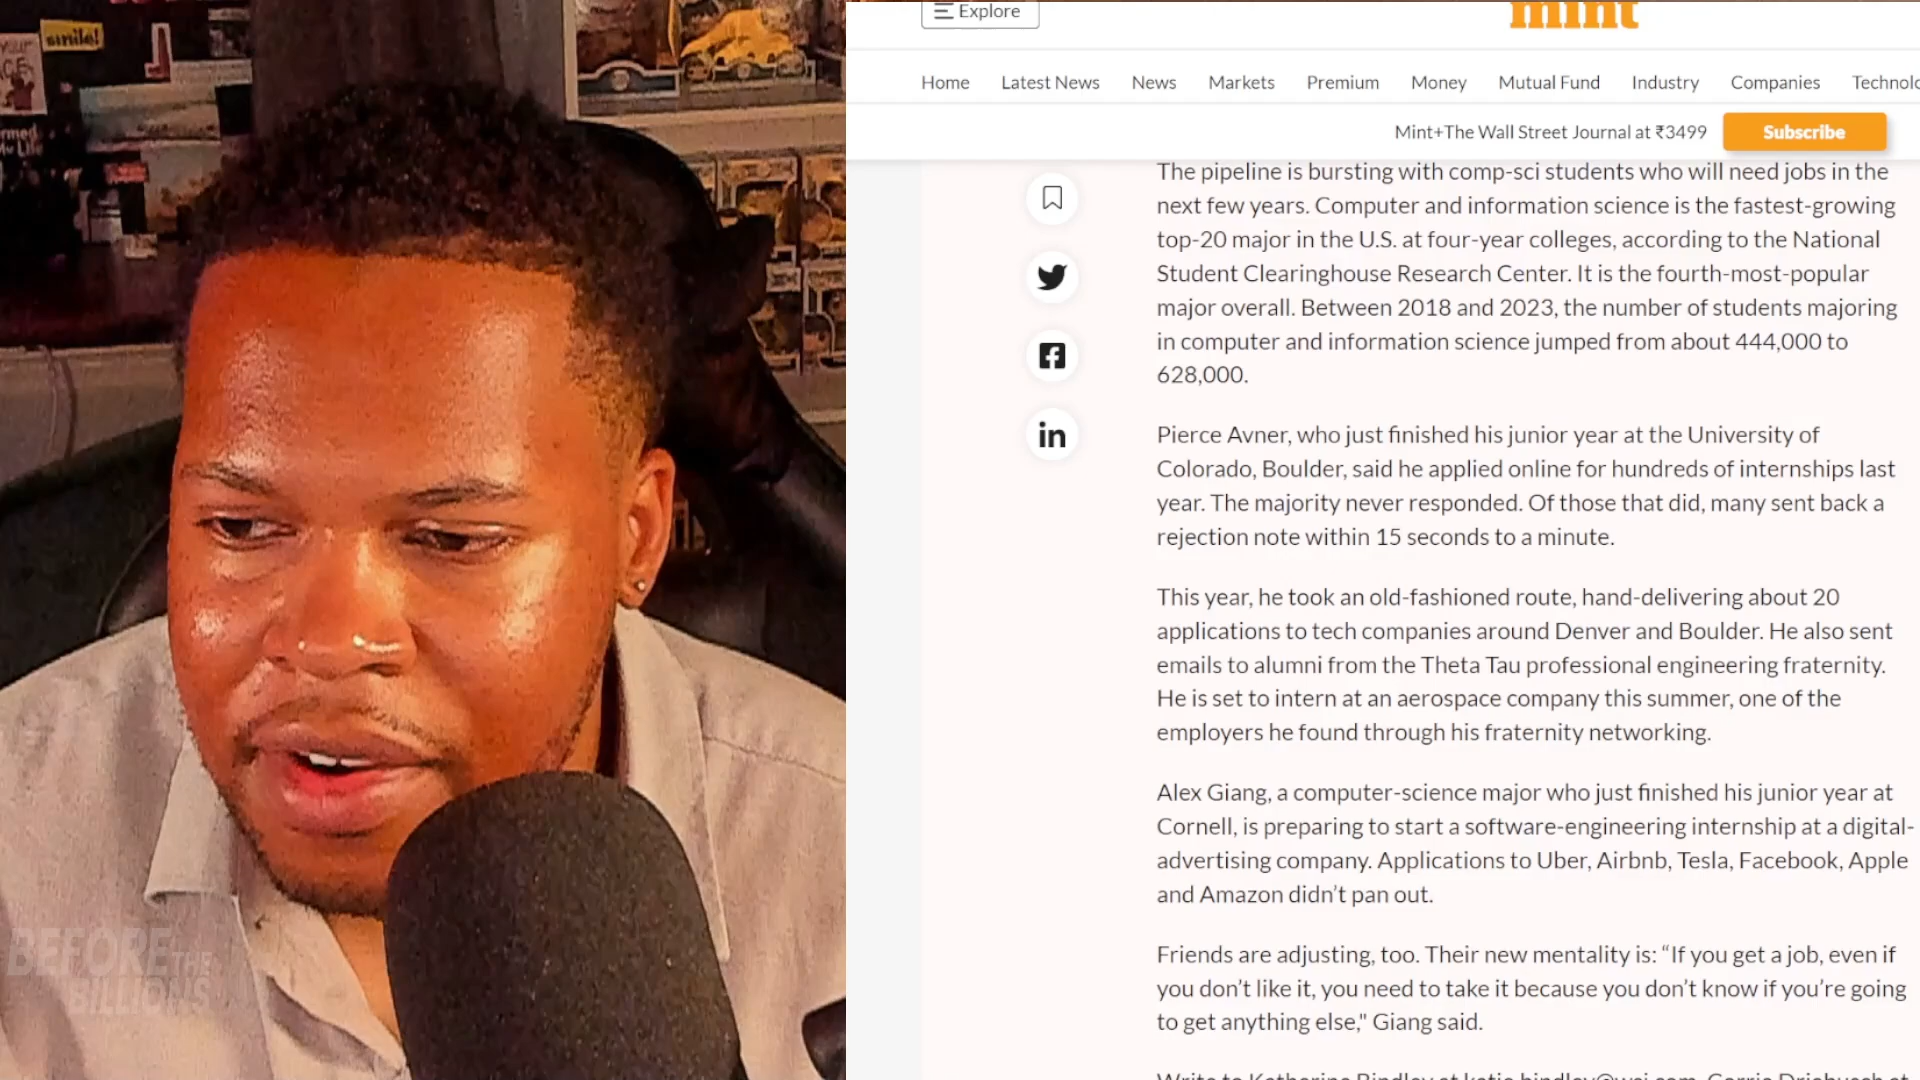 smile!
Explore
mint
Home Latest News News Markets Premium Money Mutual Fund Industry Companies Technolo
Mint+The Wall Street Journal at ₹3499 Subscribe
The pipeline is bursting with comp-sci students who will need jobs in the
next few years. Computer and information science is the fastest-growing
top-20 major in the U.S. at four-year colleges, according to the National
Student Clearinghouse Research Center. It is the fourth-most-popular
major overall. Between 2018 and 2023, the number of students majoring
in computer and information science jumped from about 444,000 to
628,000.
Pierce Avner, who just finished his junior year at the University of
Colorado, Boulder, said he applied online for hundreds of internships last
year. The majority never responded. Of those that did, many sent back a
rejection note within 15 seconds to a minute.
This year, he took an old-fashioned route, hand-delivering about 20
applications to tech companies around Denver and Boulder. He also sent
emails to alumni from the Theta Tau professional engineering fraternity.
He is set to intern at an aerospace company this summer, one of the
employers he found through his fraternity networking.
Alex Giang, a computer-science major who just finished his junior year at
Cornell, is preparing to start a software-engineering internship at a digital-
advertising company. Applications to Uber, Airbnb, Tesla, Facebook, Apple
and Amazon didn’t pan out.
Friends are adjusting, too. Their new mentality is: “If you get a job, even if
you don’t like it, you need to take it because you don’t know if you’re going
to get anything else," Giang said.
BEFORE THE
BILLIONS